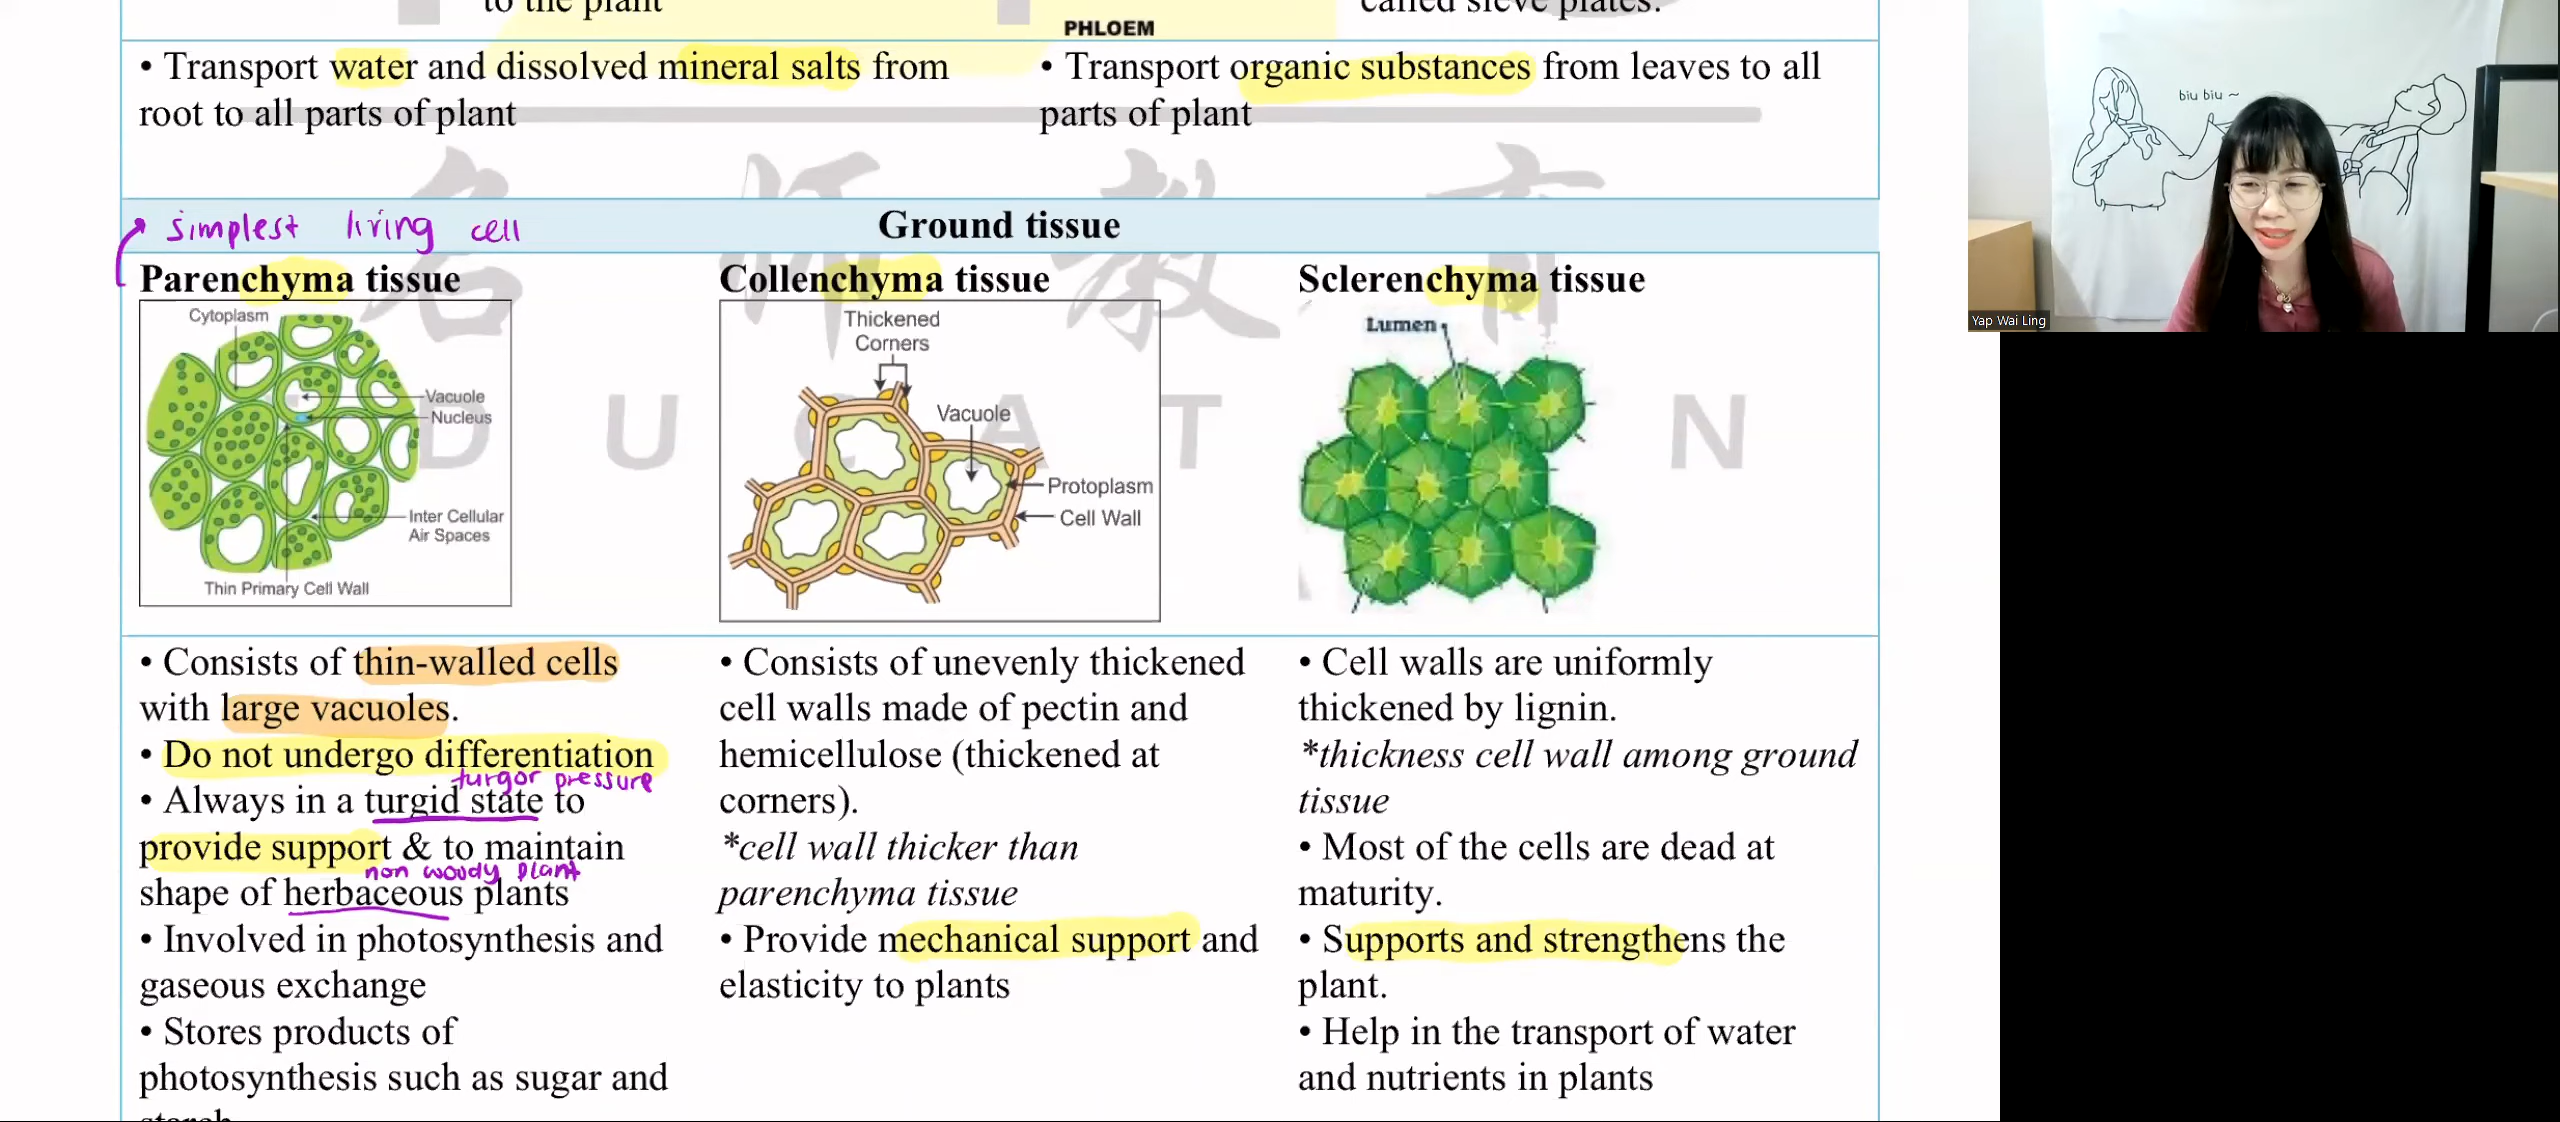 to the plant
called sieve plates.
PHLOEM
• Transport water and dissolved mineral salts from
root to all parts of plant
• Transport organic substances from leaves to all
parts of plant
名师教育
simplest living cell
Ground tissue
Parenchyma tissue
Cytoplasm
Vacuole
Nucleus
Inter Cellular
Air Spaces
Thin Primary Cell Wall
Collenchyma tissue
Thickened
Corners
Vacuole
Protoplasm
Cell Wall
Sclerenchyma tissue
Lumen
D U C A T N
• Consists of thin-walled cells
with large vacuoles.
• Do not undergo differentiation
turgor pressure
• Always in a turgid state to
provide support & to maintain
non woody plant
shape of herbaceous plants
• Involved in photosynthesis and
gaseous exchange
• Stores products of
photosynthesis such as sugar and
starch
• Consists of unevenly thickened
cell walls made of pectin and
hemicellulose (thickened at
corners).
*cell wall thicker than
parenchyma tissue
• Provide mechanical support and
elasticity to plants
• Cell walls are uniformly
thickened by lignin.
*thickness cell wall among ground
tissue
• Most of the cells are dead at
maturity.
• Supports and strengthens the
plant.
• Help in the transport of water
and nutrients in plants
biu biu ~
Yap Wai Ling